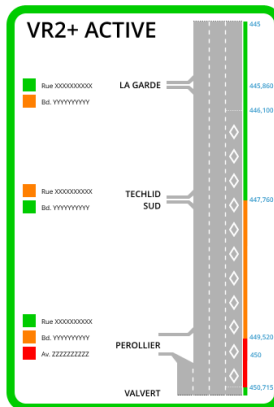 VR2+ ACTIVE
445
LA GARDE
Rue XXXXXXXXXX
Bd. YYYYYYYYYY
445,860
446,100
Rue XXXXXXXXXX
Bd. YYYYYYYYYY
TECHLID
SUD
447,760
Rue XXXXXXXXXX
Bd. YYYYYYYYYY
Av. ZZZZZZZZZZ
PEROLLIER
449,520
450
VALVERT
450,715